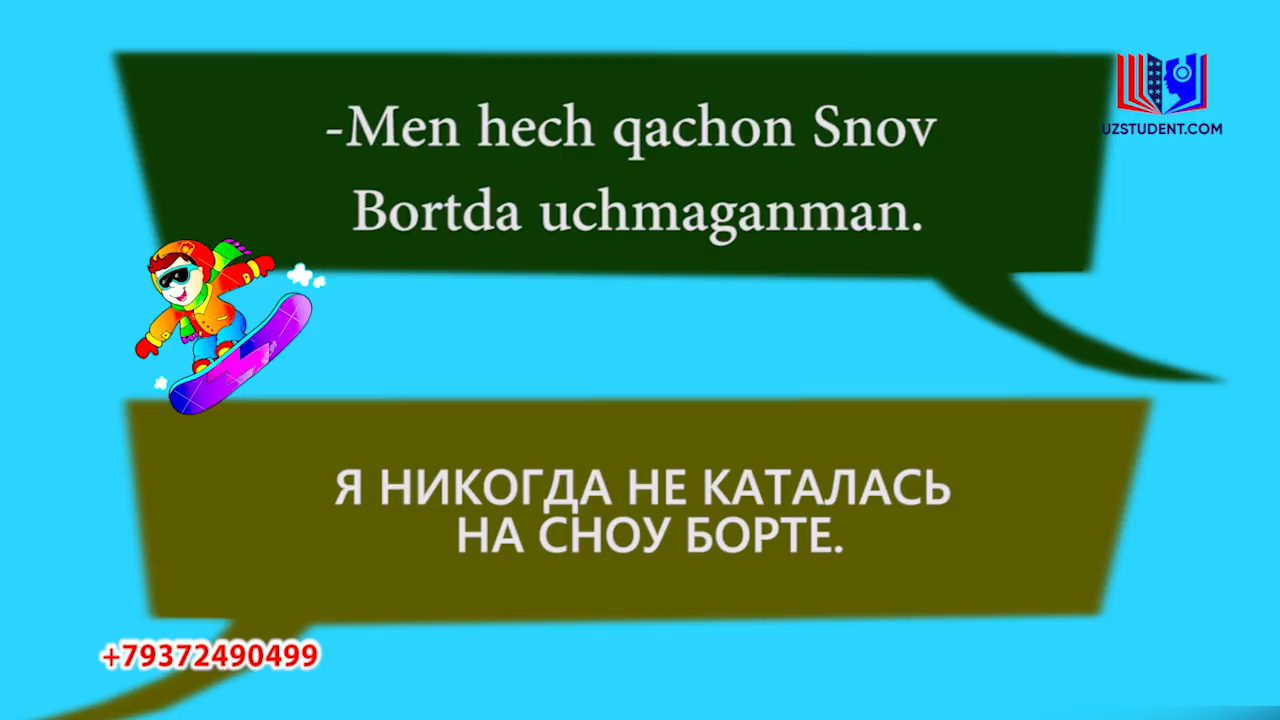 UZSTUDENT.COM
-Men hech qachon Snov
Bortda uchmaganman.
Я НИКОГДА НЕ КАТАЛАСЬ
НА СНОУ БОРТЕ.
+79372490499